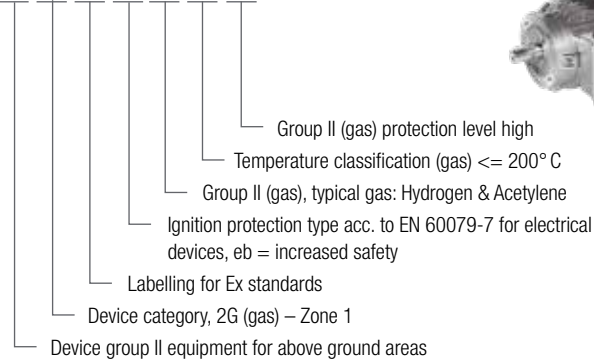 Group II (gas) protection level high
Temperature classification (gas) <= 200° C
Group II (gas), typical gas: Hydrogen & Acetylene
Ignition protection type acc. to EN 60079-7 for electrical
devices, eb = increased safety
Labelling for Ex standards
Device category, 2G (gas) – Zone 1
Device group II equipment for above ground areas